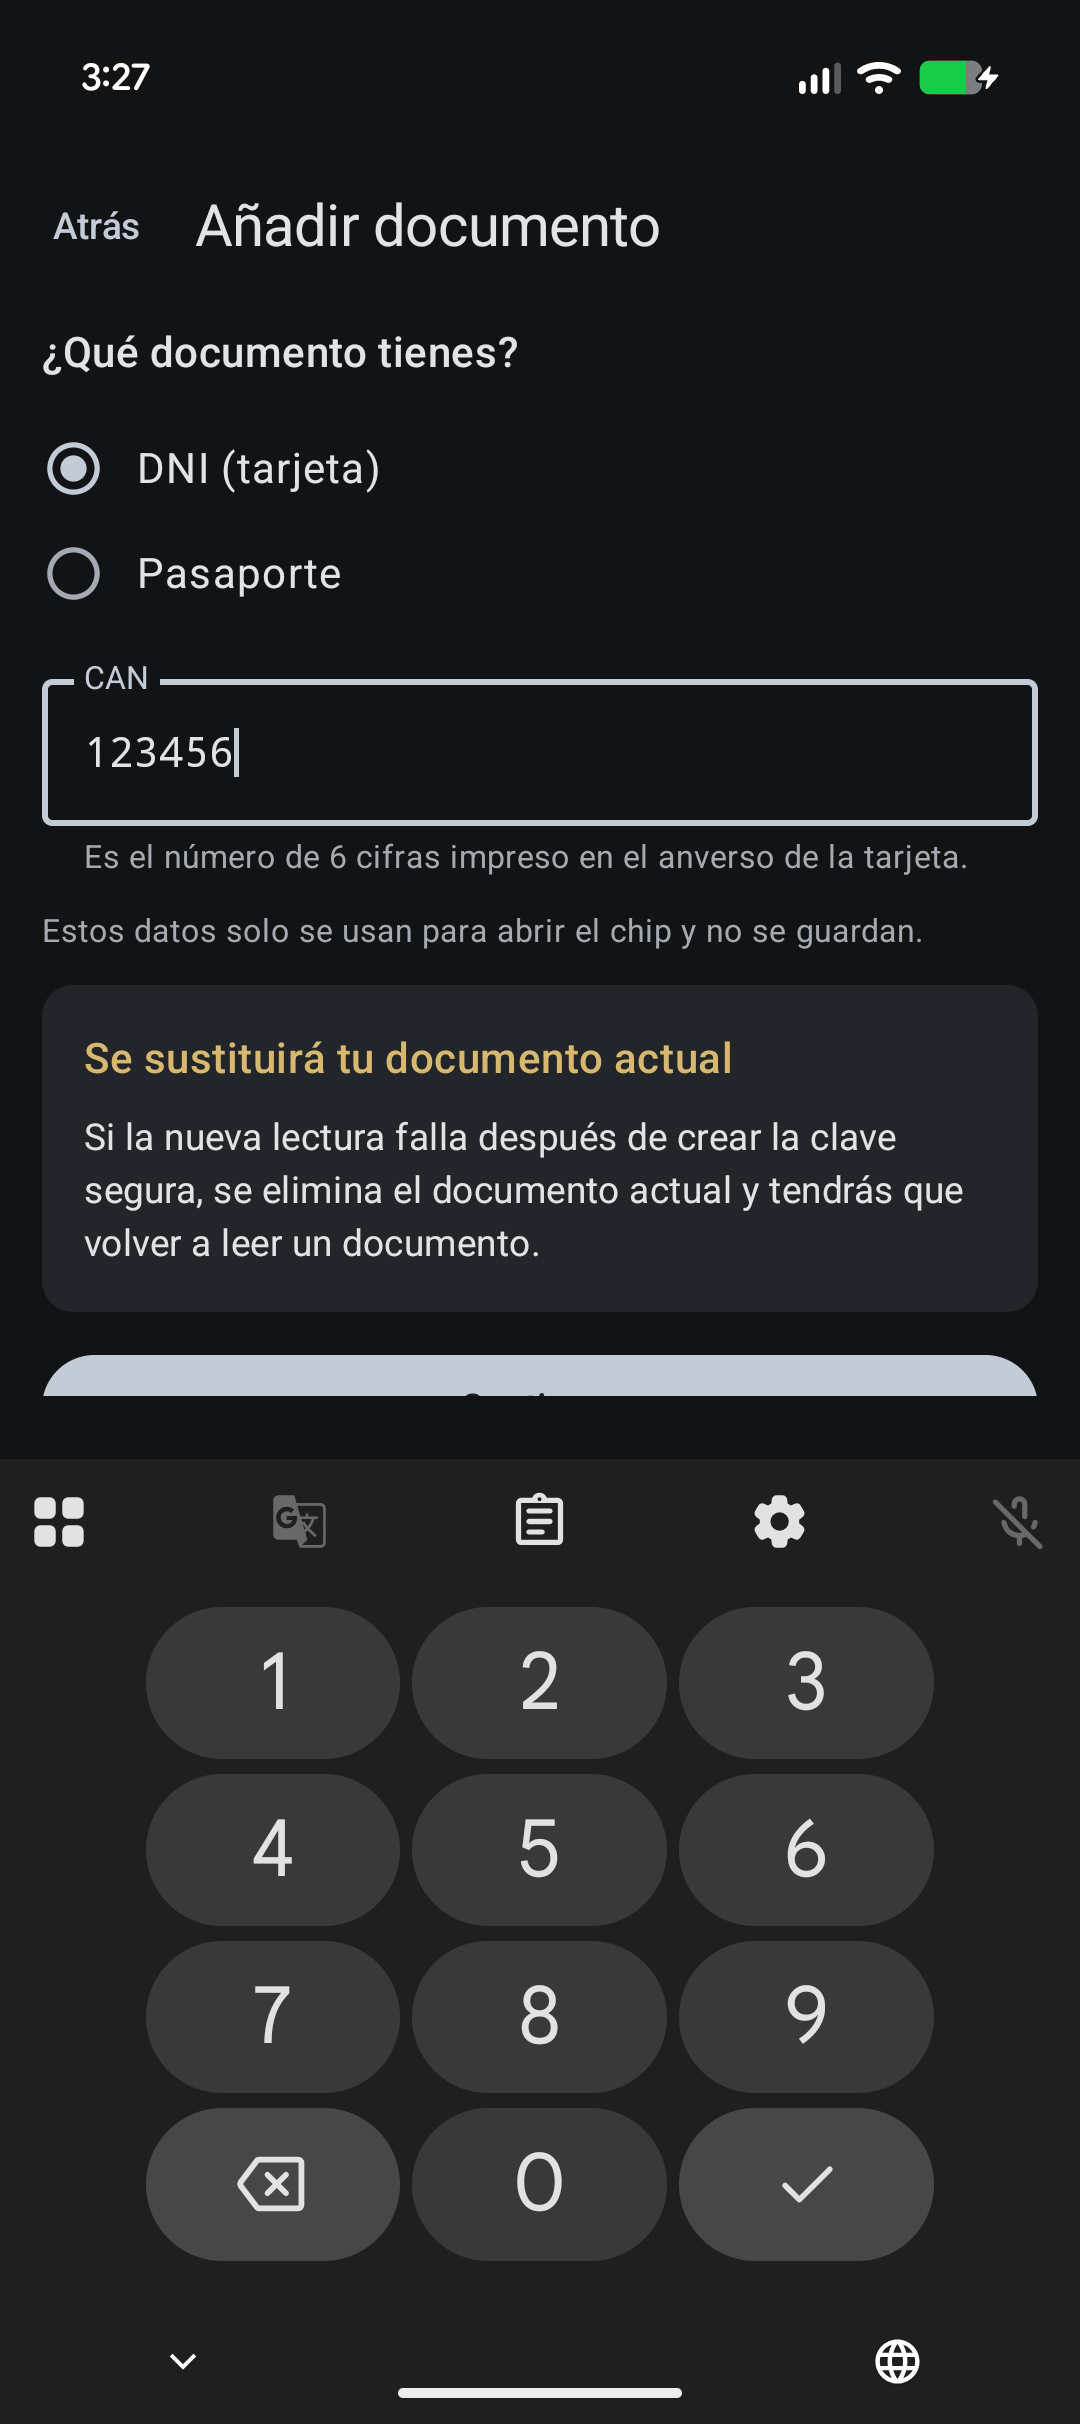 3:27
Atrás
Añadir documento
¿Qué documento tienes?
DNI (tarjeta)
Pasaporte
CAN
123456
Es el número de 6 cifras impreso en el anverso de la tarjeta.
Estos datos solo se usan para abrir el chip y no se guardan.
Se sustituirá tu documento actual
Si la nueva lectura falla después de crear la clave
segura, se elimina el documento actual y tendrás que
volver a leer un documento.
1
2
3
4
5
6
7
8
9
0